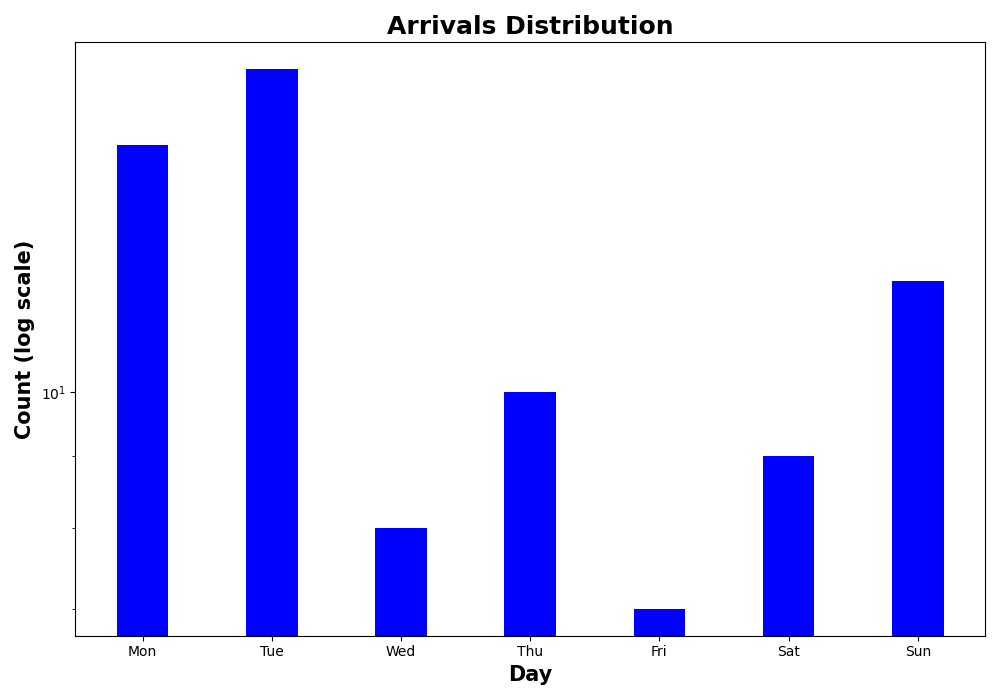 Arrivals Distribution
Count (log scale)
10¹
Mon Tue Wed Thu Fri Sat Sun
Day